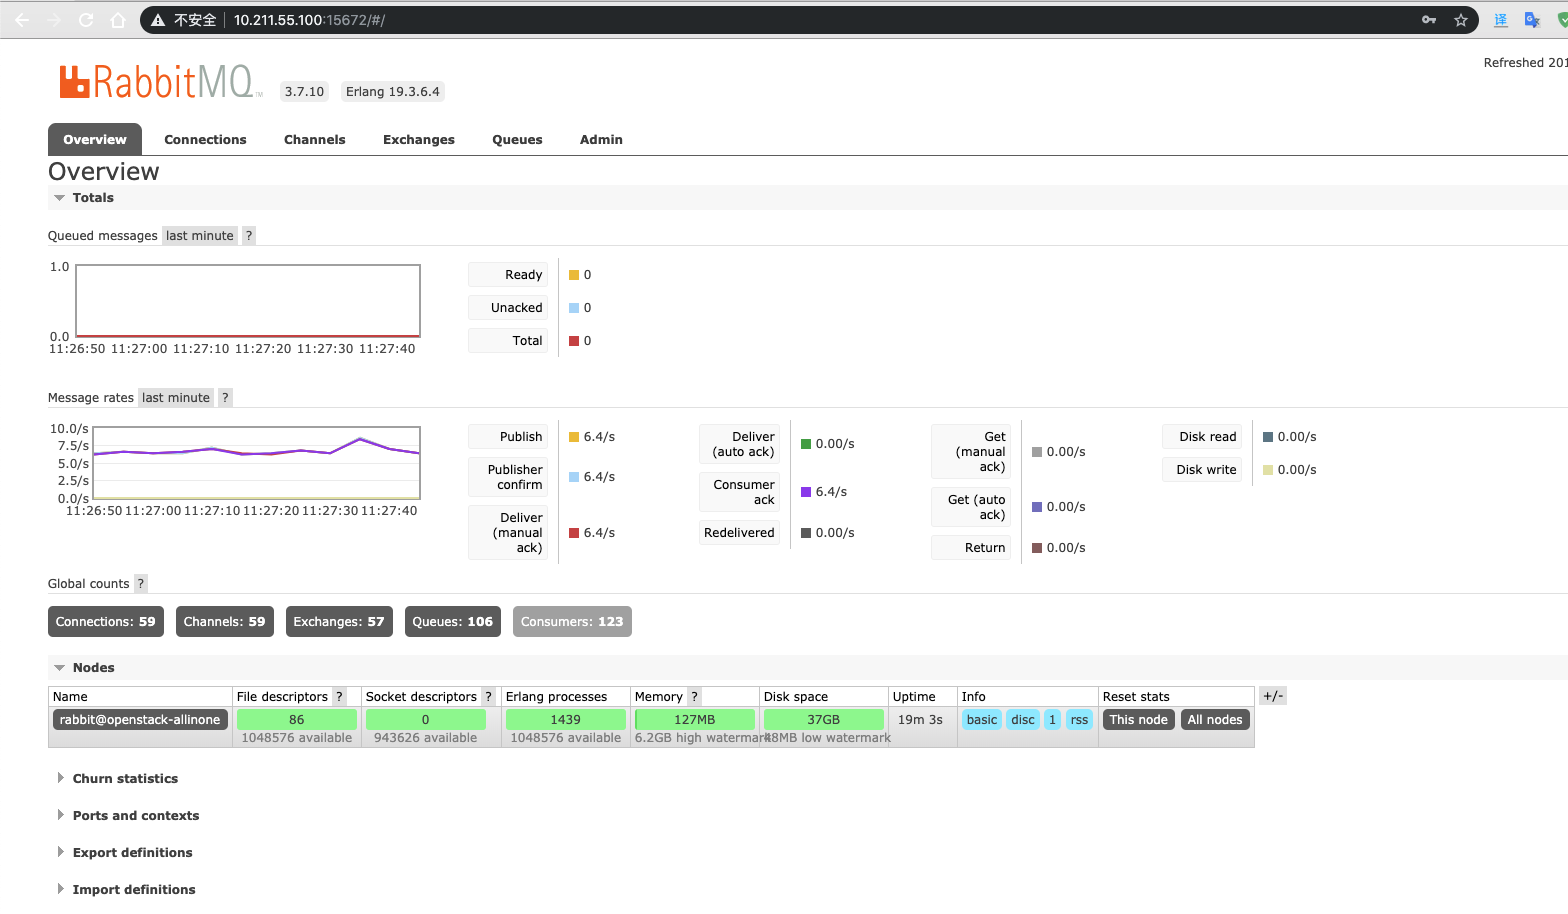 不安全 10.211.55.100:15672/#/
Refreshed 201
RabbitMQ TM 3.7.10 Erlang 19.3.6.4
Overview Connections Channels Exchanges Queues Admin
Overview
Totals
Queued messages last minute ?
1.0
0.0
11:26:50 11:27:00 11:27:10 11:27:20 11:27:30 11:27:40
Ready 0
Unacked 0
Total 0
Message rates last minute ?
10.0/s
7.5/s
5.0/s
2.5/s
0.0/s
11:26:50 11:27:00 11:27:10 11:27:20 11:27:30 11:27:40
Publish 6.4/s
Publisher
confirm 6.4/s
Deliver
(manual
ack) 6.4/s
Deliver
(auto ack) 0.00/s
Consumer
ack 6.4/s
Redelivered 0.00/s
Get
(manual
ack) 0.00/s
Get (auto
ack) 0.00/s
Return 0.00/s
Disk read 0.00/s
Disk write 0.00/s
Global counts ?
Connections: 59 Channels: 59 Exchanges: 57 Queues: 106 Consumers: 123
Nodes
Name File descriptors ? Socket descriptors ? Erlang processes Memory ? Disk space Uptime Info Reset stats +/-
rabbit@openstack-allinone 86 0 1439 127MB 37GB 19m 3s basic disc 1 rss This node All nodes
1048576 available 943626 available 1048576 available 6.2GB high watermark 48MB low watermark
Churn statistics
Ports and contexts
Export definitions
Import definitions